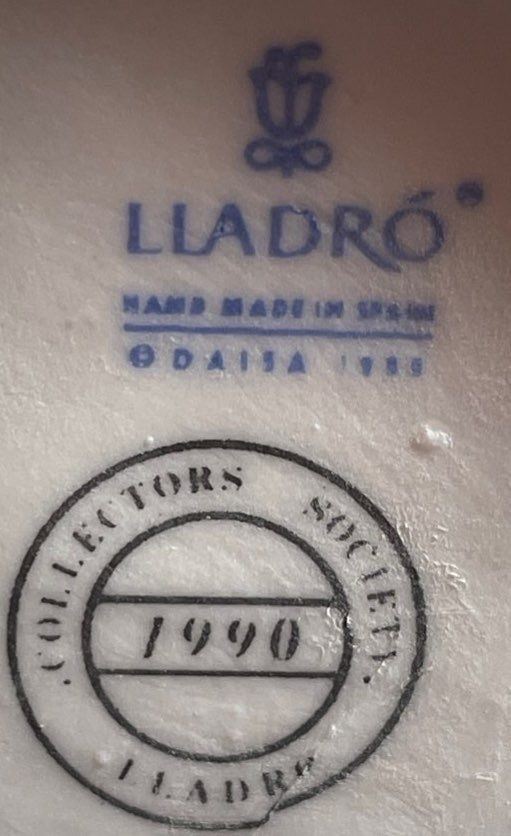 LLADRÓ
HAND MADE IN SPAIN
© DAISA
COLLECTORS SOCIETY
1990
LLADRÓ